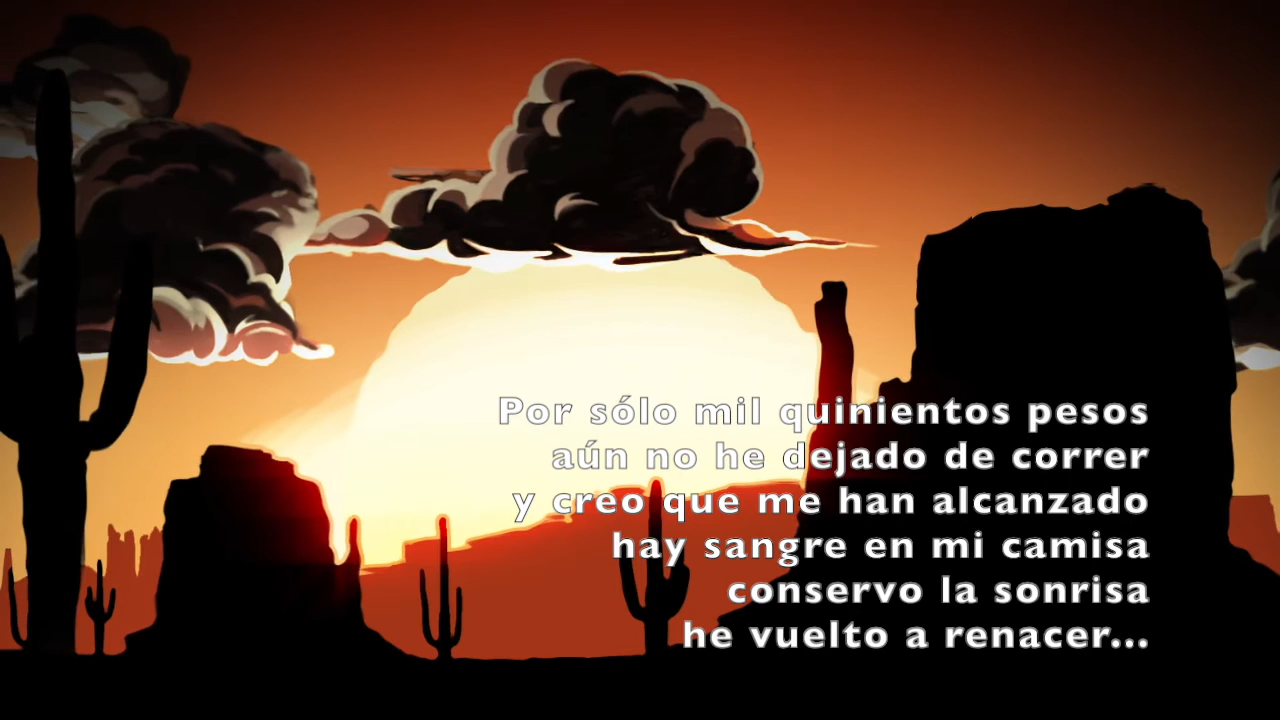 Por sólo mil quinientos pesos
aún no he dejado de correr
y creo que me han alcanzado
hay sangre en mi camisa
conservo la sonrisa
he vuelto a renacer...